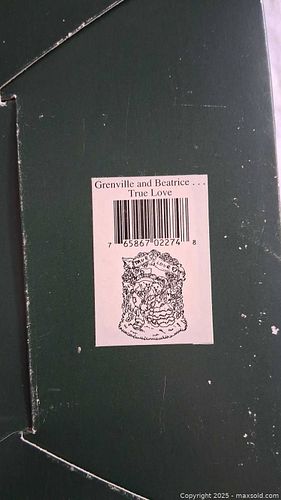 Grenville and Beatrice . . .
True Love
7 65867 02274 8
Copyright 2025 - maxsold.com